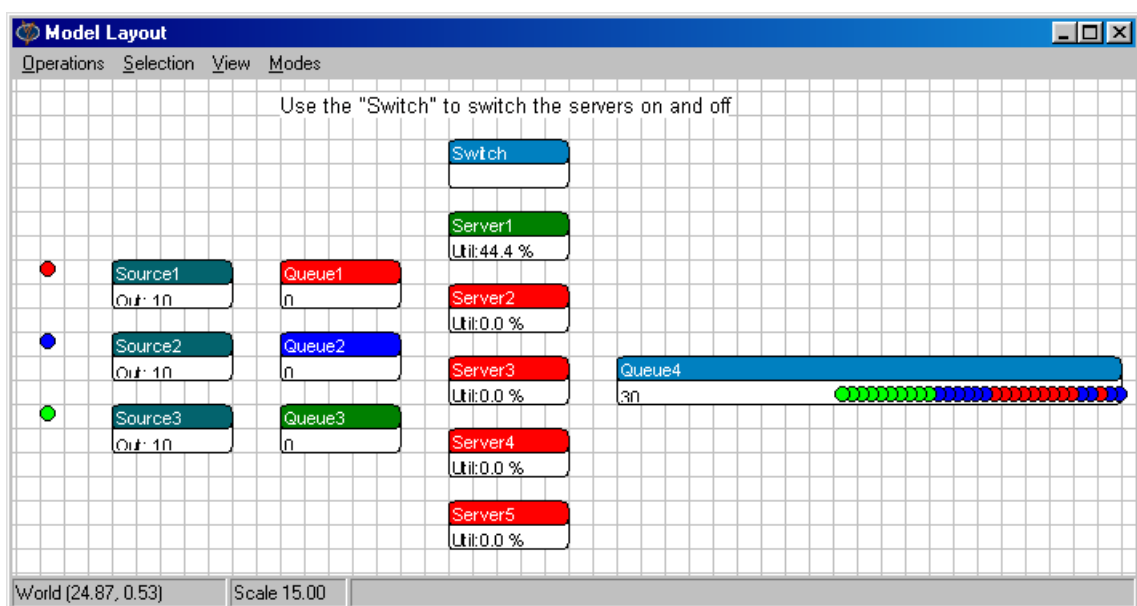 Model Layout
Operations Selection View Modes
Use the "Switch" to switch the servers on and off
Switch
Server1
Util:44.4 %
Source1
Out: 10
Queue1
0
Server2
Util:0.0 %
Source2
Out: 10
Queue2
0
Server3
Util:0.0 %
Queue4
30
Source3
Out: 10
Queue3
0
Server4
Util:0.0 %
Server5
Util:0.0 %
World (24.87, 0.53) Scale 15.00